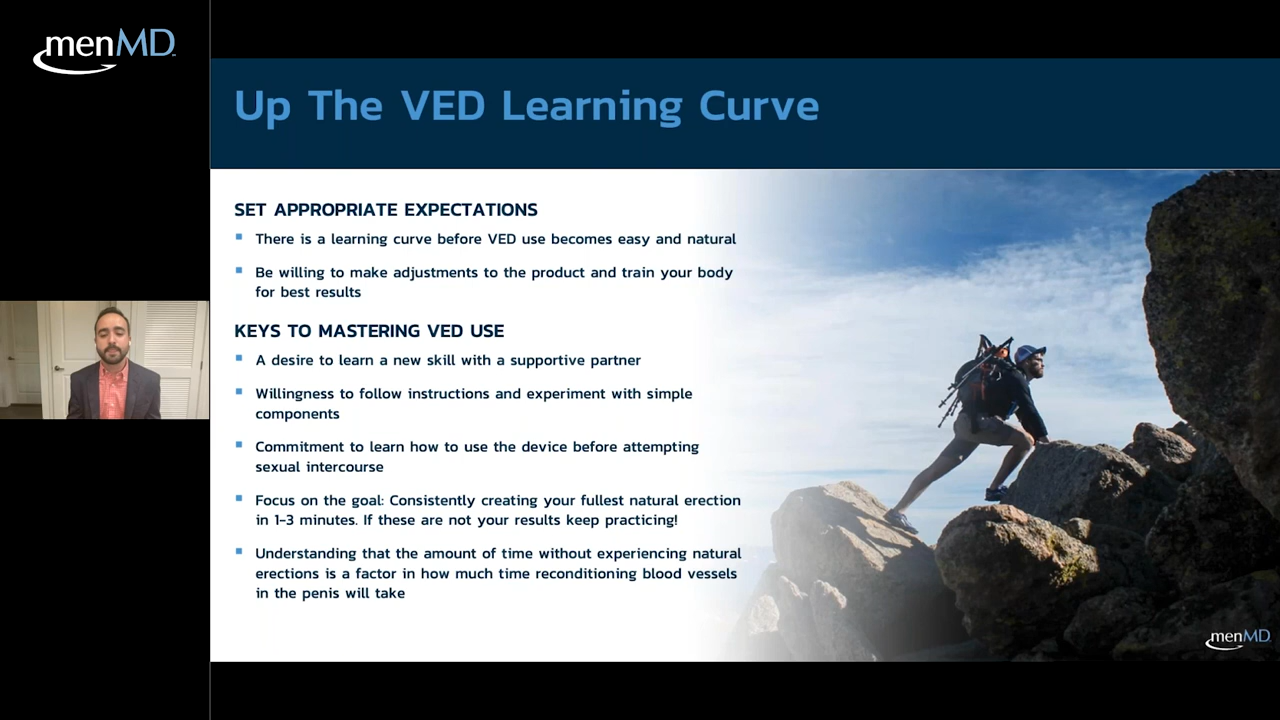 menMD
Up The VED Learning Curve
SET APPROPRIATE EXPECTATIONS
There is a learning curve before VED use becomes easy and natural
Be willing to make adjustments to the product and train your body
for best results
KEYS TO MASTERING VED USE
A desire to learn a new skill with a supportive partner
Willingness to follow instructions and experiment with simple
components
Commitment to learn how to use the device before attempting
sexual intercourse
Focus on the goal: Consistently creating your fullest natural erection
in 1-3 minutes. If these are not your results keep practicing!
Understanding that the amount of time without experiencing natural
erections is a factor in how much time reconditioning blood vessels
in the penis will take
menMD